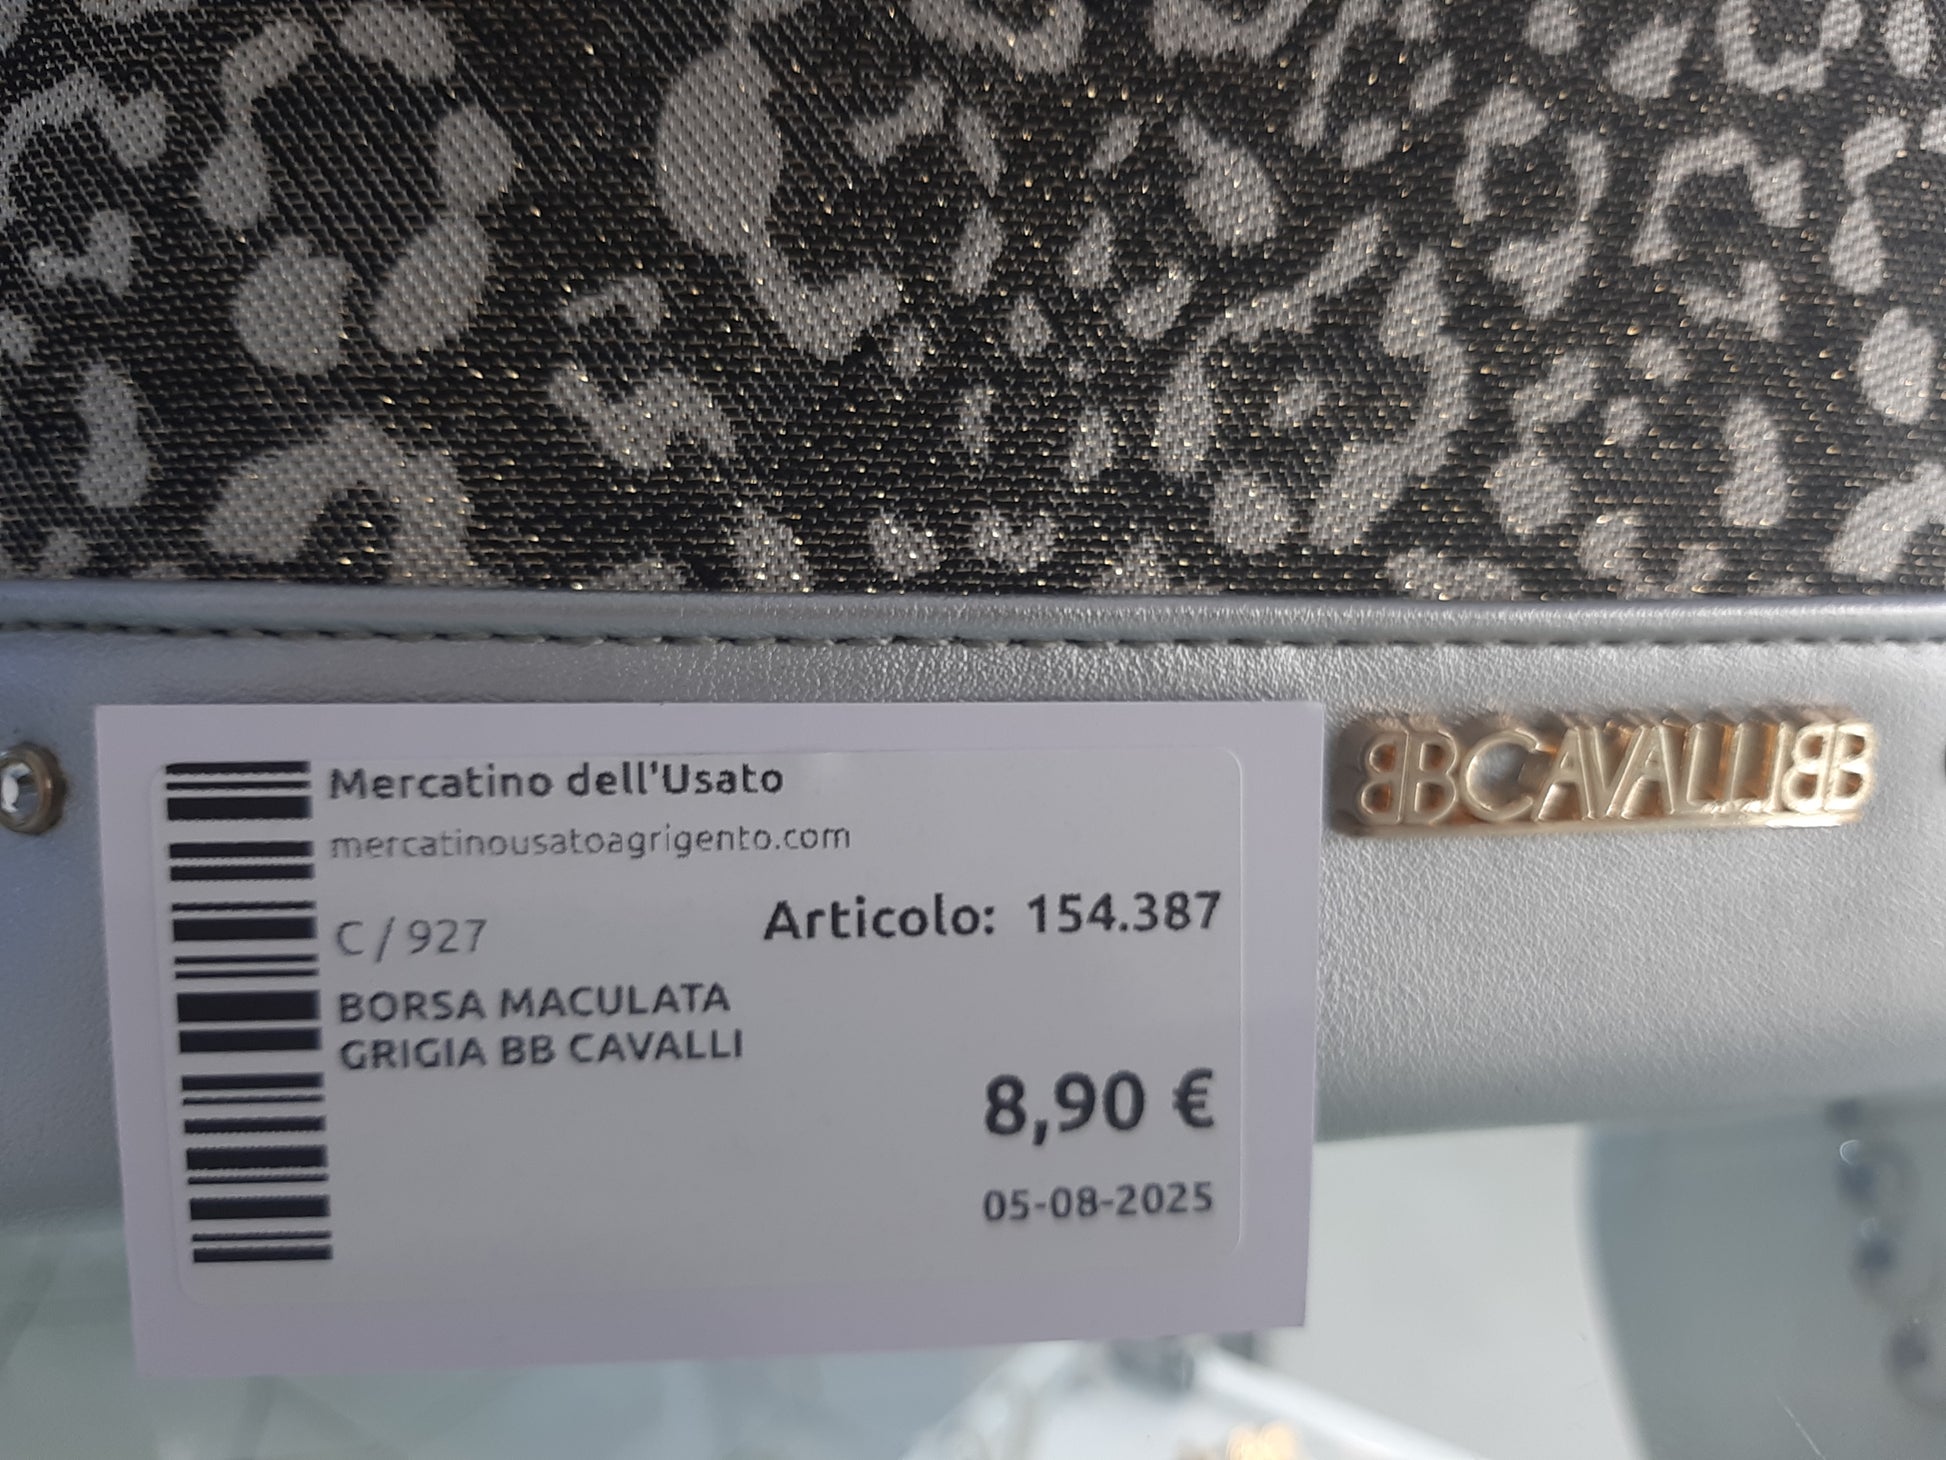 Mercatino dell'Usato
mercatinousatoagrigento.com
C / 927
Articolo: 154.387
BORSA MACULATA
GRIGIA BB CAVALLI
8,90 €
05-08-2025
BBCAVALLIBB